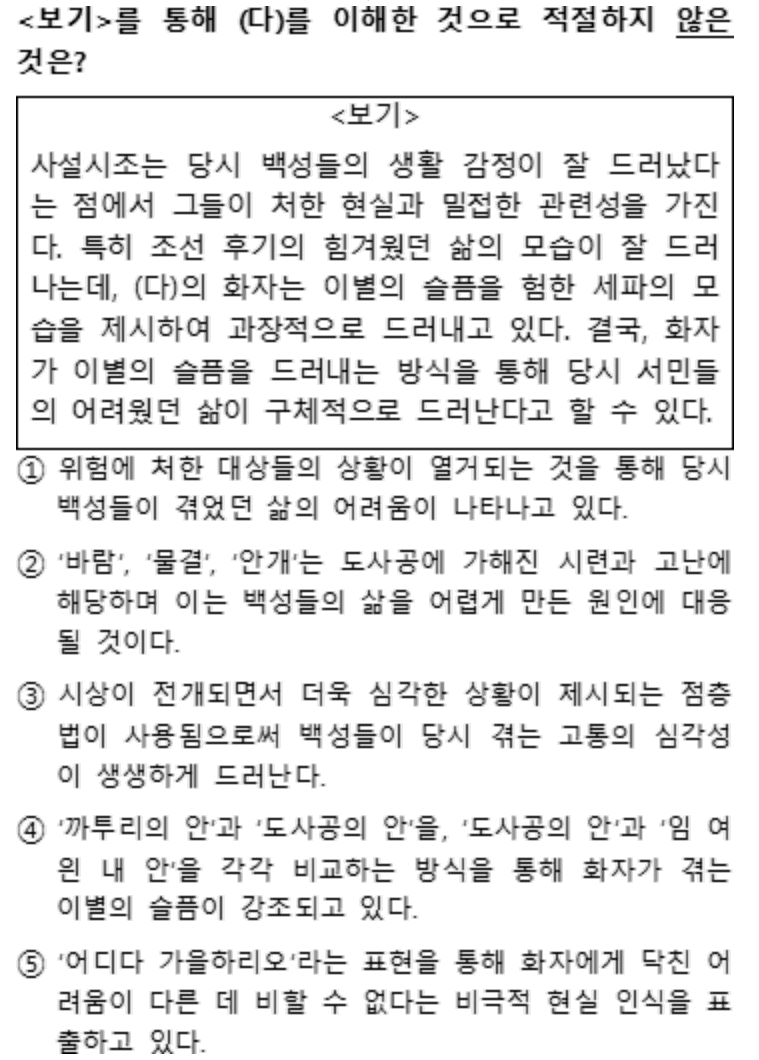 <보기>를 통해 (다)를 이해한 것으로 적절하지 않은
것은?
<보기>
사설시조는 당시 백성들의 생활 감정이 잘 드러났다
는 점에서 그들이 처한 현실과 밀접한 관련성을 가진
다. 특히 조선 후기의 힘겨웠던 삶의 모습이 잘 드러
나는데, (다)의 화자는 이별의 슬픔을 험한 세파의 모
습을 제시하여 과장적으로 드러내고 있다. 결국, 화자
가 이별의 슬픔을 드러내는 방식을 통해 당시 서민들
의 어려웠던 삶이 구체적으로 드러난다고 할 수 있다.
① 위험에 처한 대상들의 상황이 열거되는 것을 통해 당시
백성들이 겪었던 삶의 어려움이 나타나고 있다.
② '바람', '물결', '안개'는 도사공에 가해진 시련과 고난에
해당하며 이는 백성들의 삶을 어렵게 만든 원인에 대응
될 것이다.
③ 시상이 전개되면서 더욱 심각한 상황이 제시되는 점층
법이 사용됨으로써 백성들이 당시 겪는 고통의 심각성
이 생생하게 드러난다.
④ '까투리의 안'과 '도사공의 안'을, '도사공의 안'과 '임 여
읜 내 안'을 각각 비교하는 방식을 통해 화자가 겪는
이별의 슬픔이 강조되고 있다.
⑤ '어디다 가을하리오'라는 표현을 통해 화자에게 닥친 어
려움이 다른 데 비할 수 없다는 비극적 현실 인식을 표
출하고 있다.